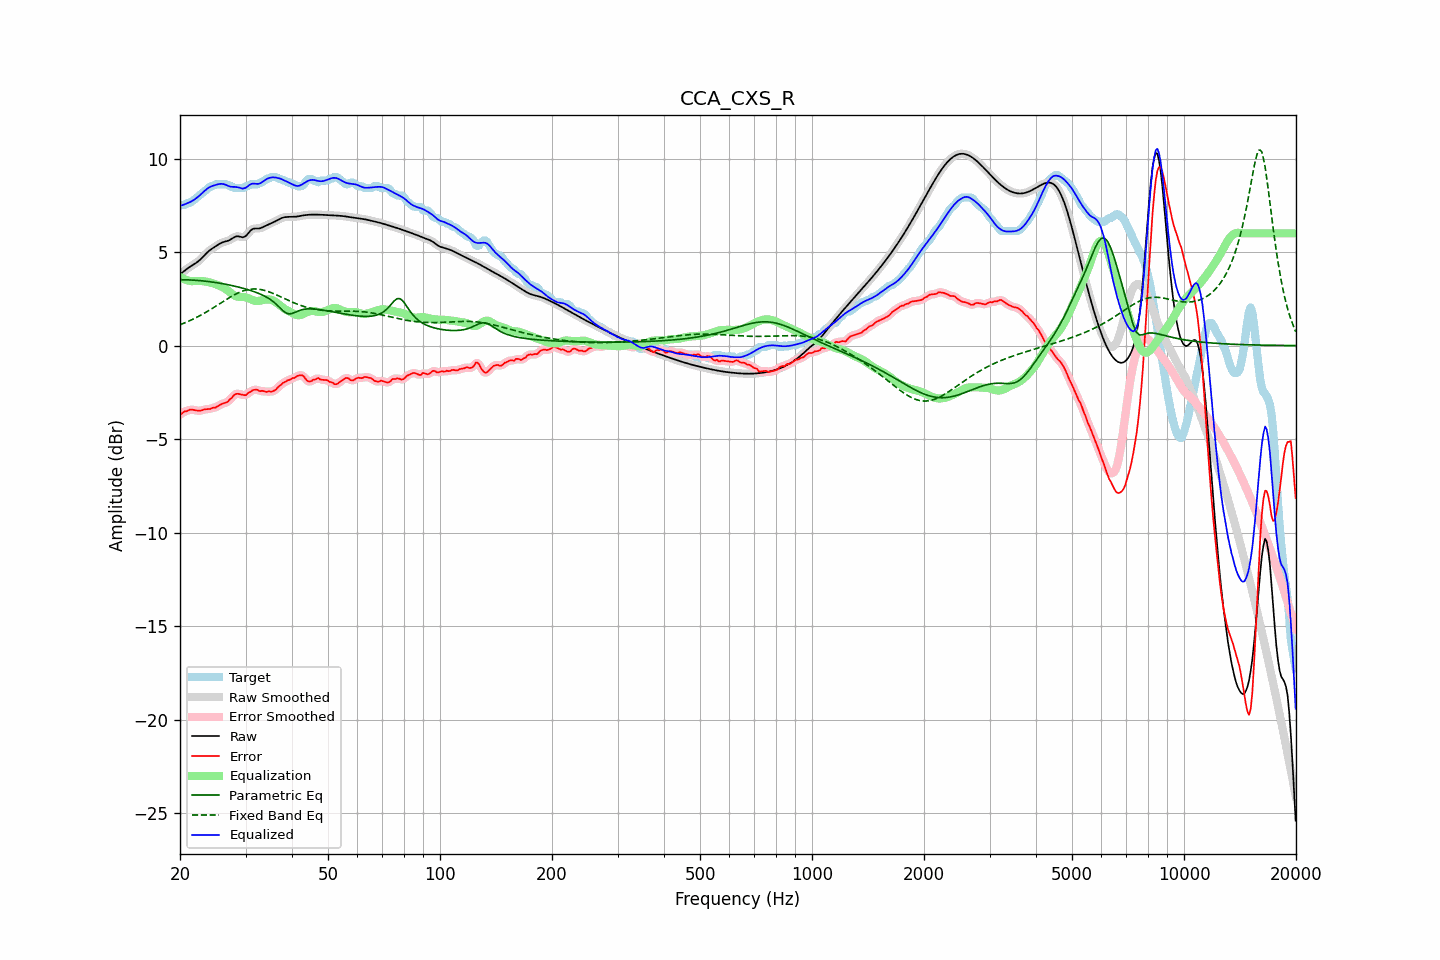 CCA_CXS_R
Amplitude (dBr)
10
5
0
−5
−10
−15
−20
−25
Target
Raw Smoothed
Error Smoothed
Raw
Error
Equalization
Parametric Eq
Fixed Band Eq
Equalized
20 50 100 200 500 1000 2000 5000 10000 20000
Frequency (Hz)